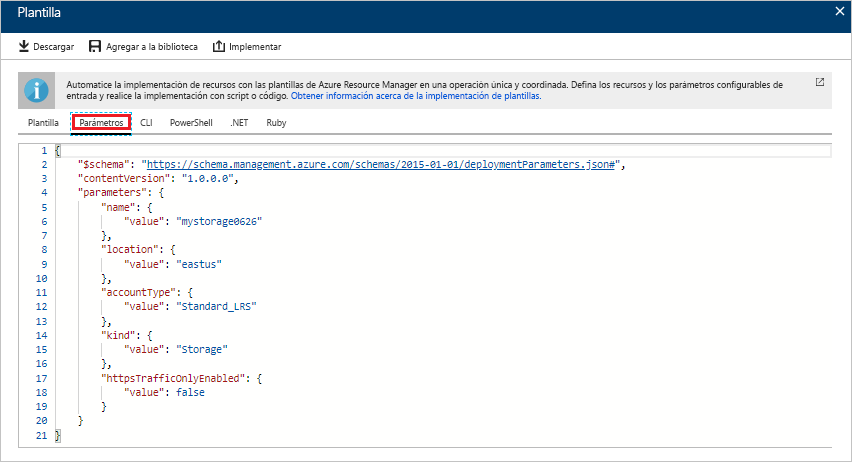 Plantilla
Descargar Agregar a la biblioteca Implementar
Automatice la implementación de recursos con las plantillas de Azure Resource Manager en una operación única y coordinada. Defina los recursos y los parámetros configurables de
entrada y realice la implementación con script o código. Obtener información acerca de la implementación de plantillas.
Plantilla Parámetros CLI PowerShell .NET Ruby
1 {
2 "$schema": "https://schema.management.azure.com/schemas/2015-01-01/deploymentParameters.json#",
3 "contentVersion": "1.0.0.0",
4 "parameters": {
5 "name": {
6 "value": "mystorage0626"
7 },
8 "location": {
9 "value": "eastus"
10 },
11 "accountType": {
12 "value": "Standard_LRS"
13 },
14 "kind": {
15 "value": "Storage"
16 },
17 "httpsTrafficOnlyEnabled": {
18 "value": false
19 }
20 }
21 }